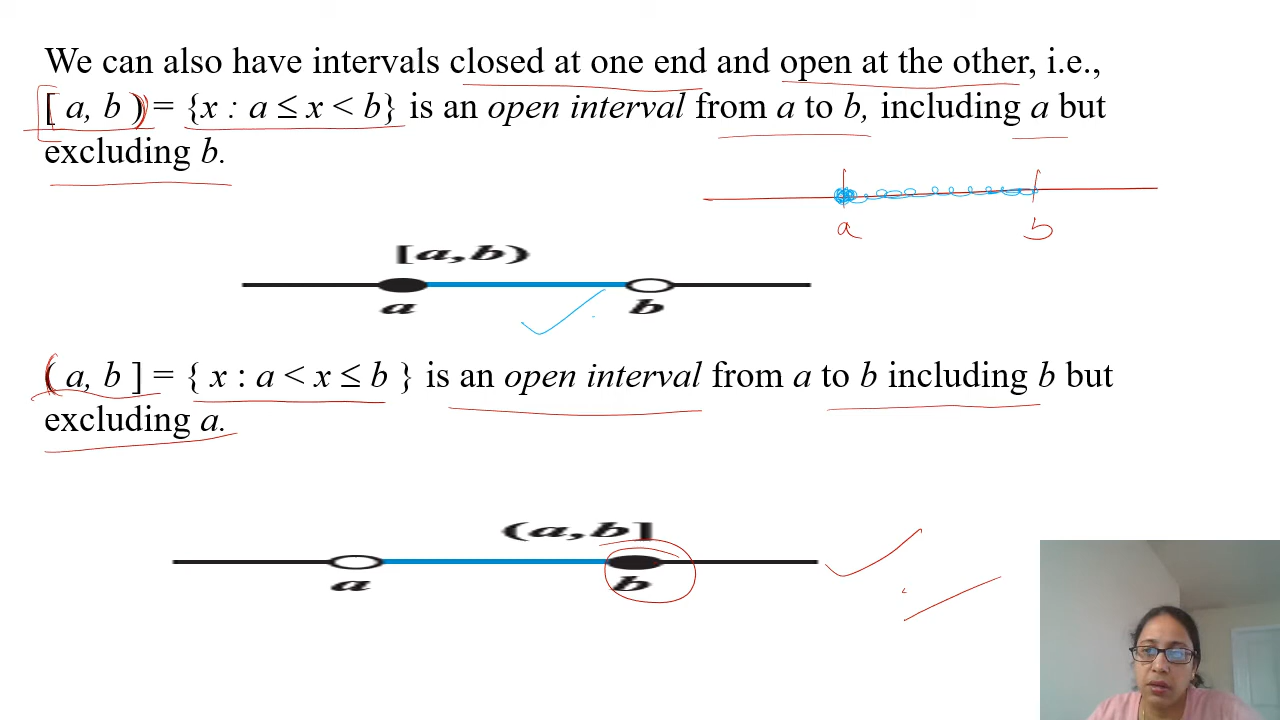 We can also have intervals closed at one end and open at the other, i.e.,
[ a, b ) = {x : a ≤ x < b} is an open interval from a to b, including a but
excluding b.
a b
[a,b)
a b
( a, b ] = { x : a < x ≤ b } is an open interval from a to b including b but
excluding a.
(a,b]
a b